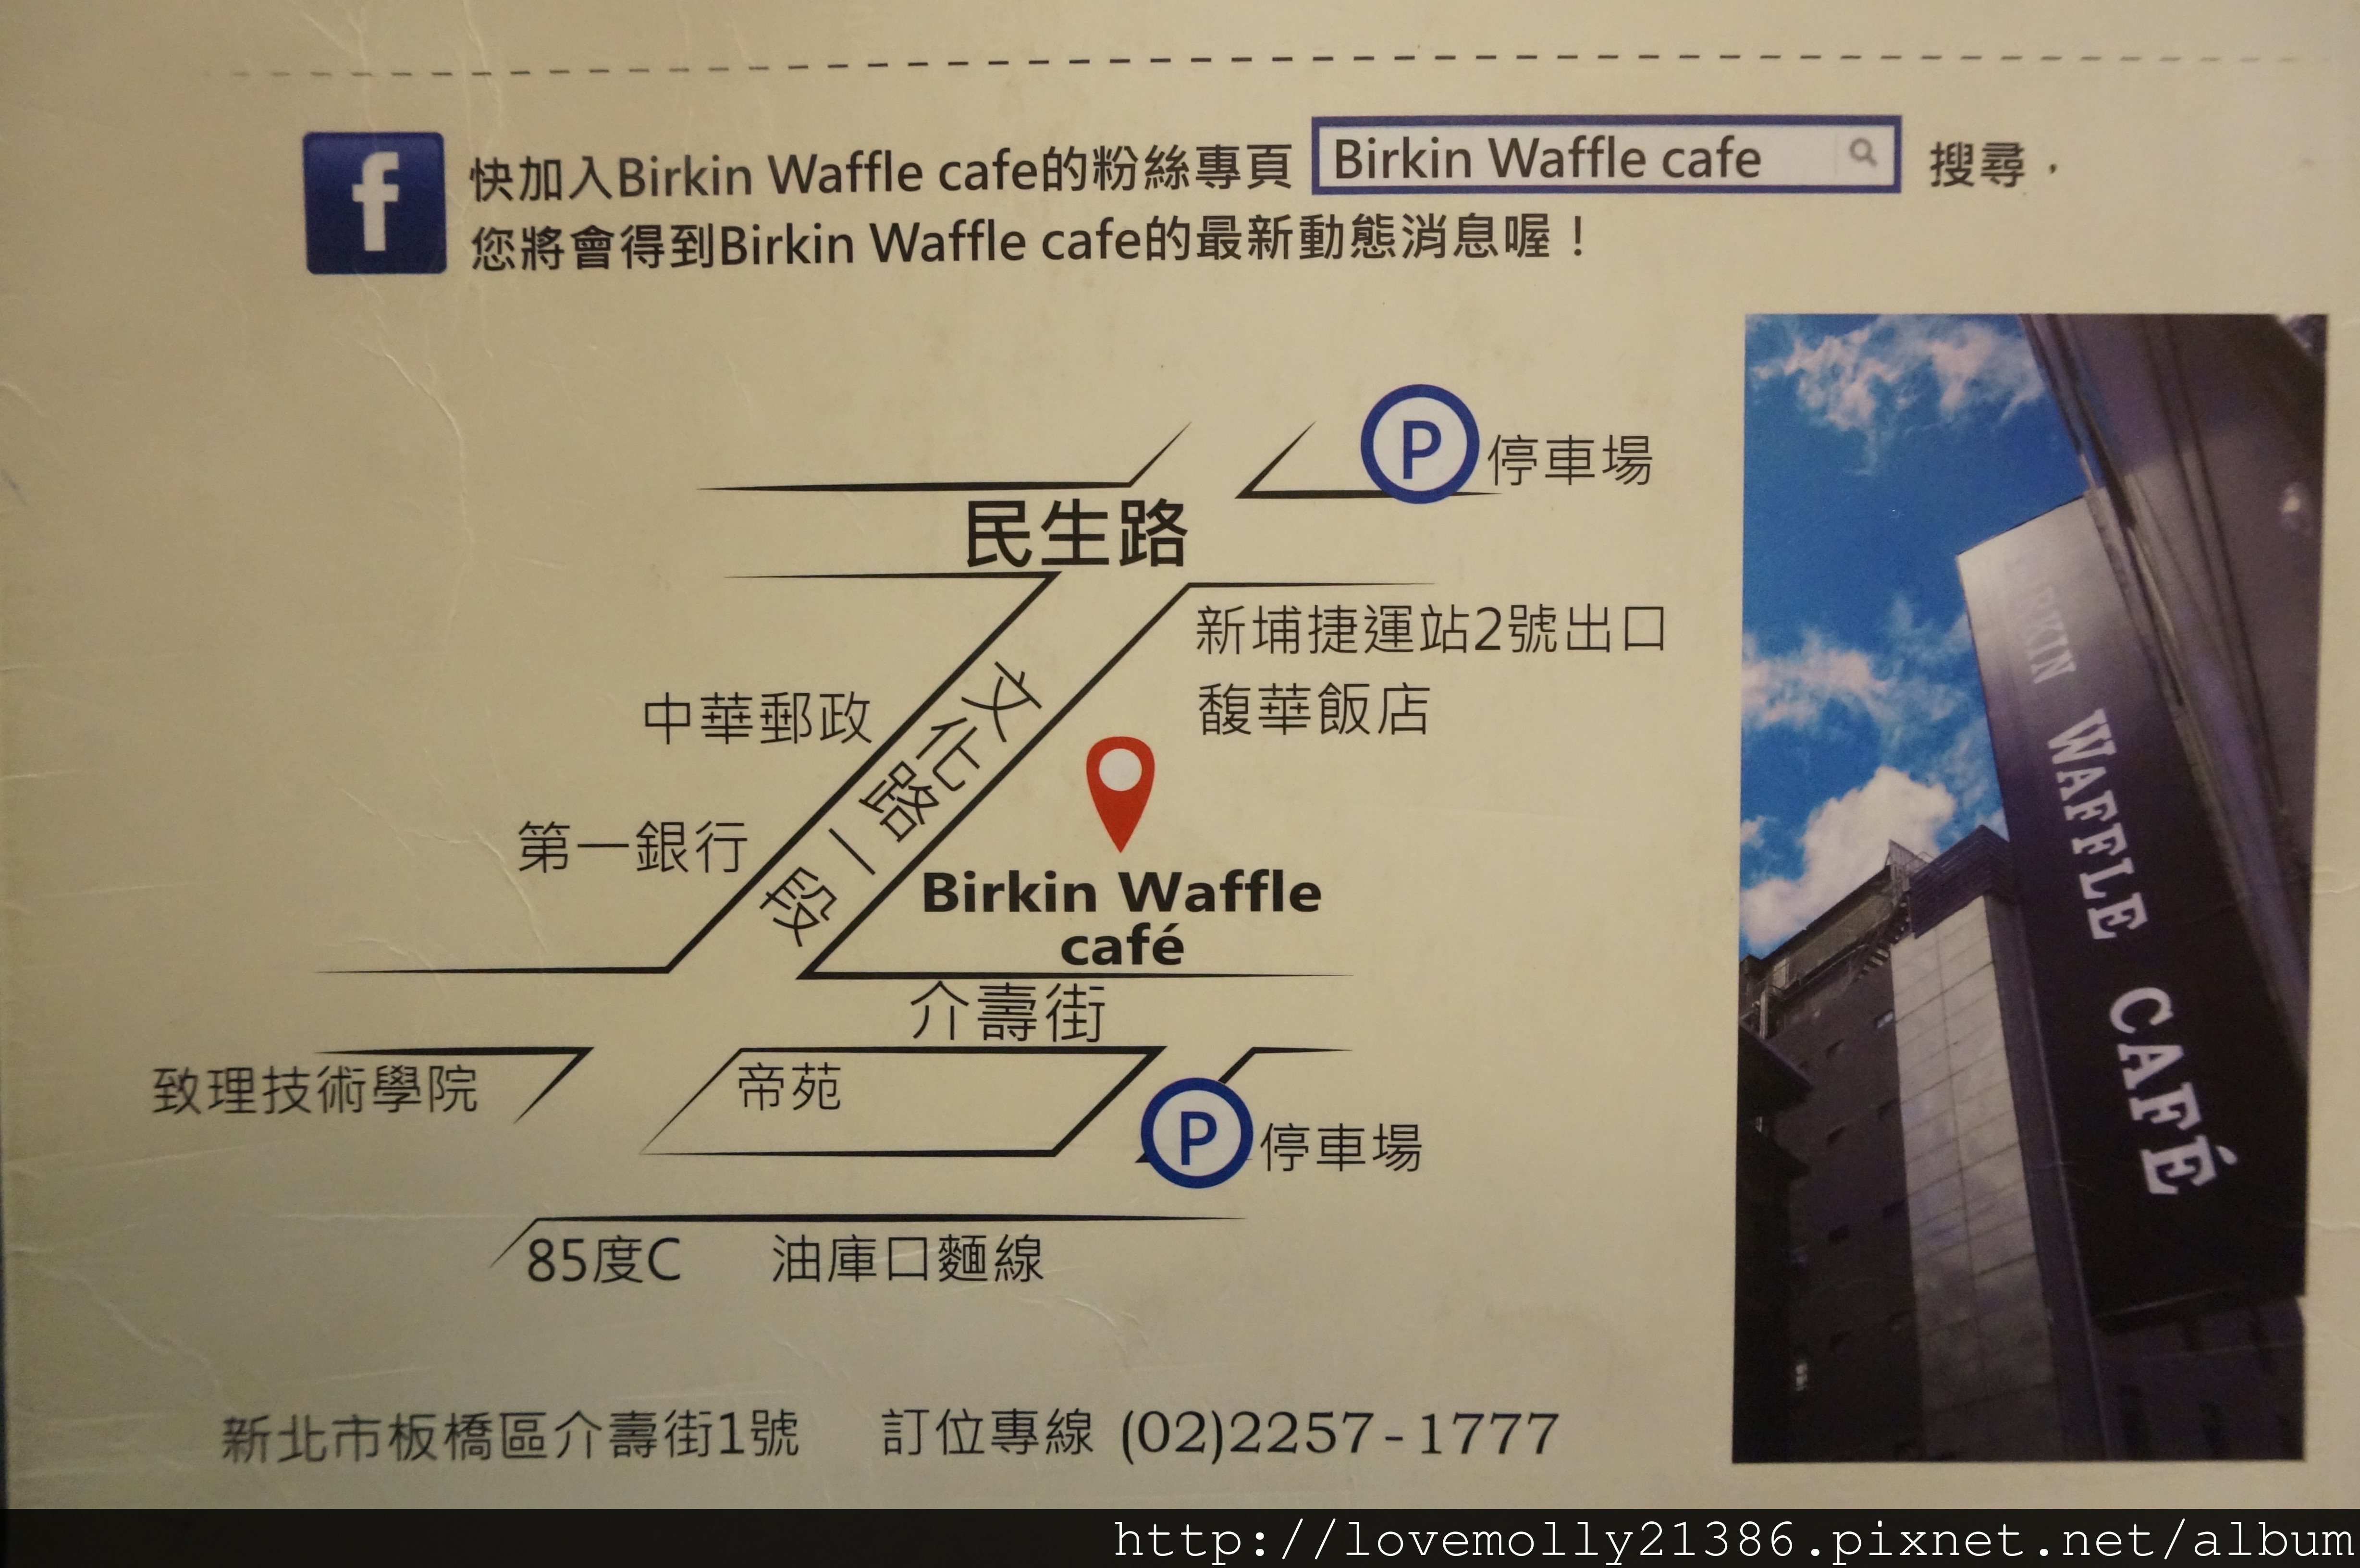 f
快加入Birkin Waffle cafe的粉絲專頁 Birkin Waffle cafe 搜尋，
您將會得到Birkin Waffle cafe的最新動態消息喔！
P 停車場
民生路
新埔捷運站2號出口
馥華飯店
中華郵政
文化路一段
第一銀行
Birkin Waffle
café
介壽街
致理技術學院
帝苑
P 停車場
85度C
油庫口麵線
新北市板橋區介壽街1號 訂位專線 (02)2257-1777
BIRKIN WAFFLE CAFÉ
http://lovemolly21386.pixnet.net/album